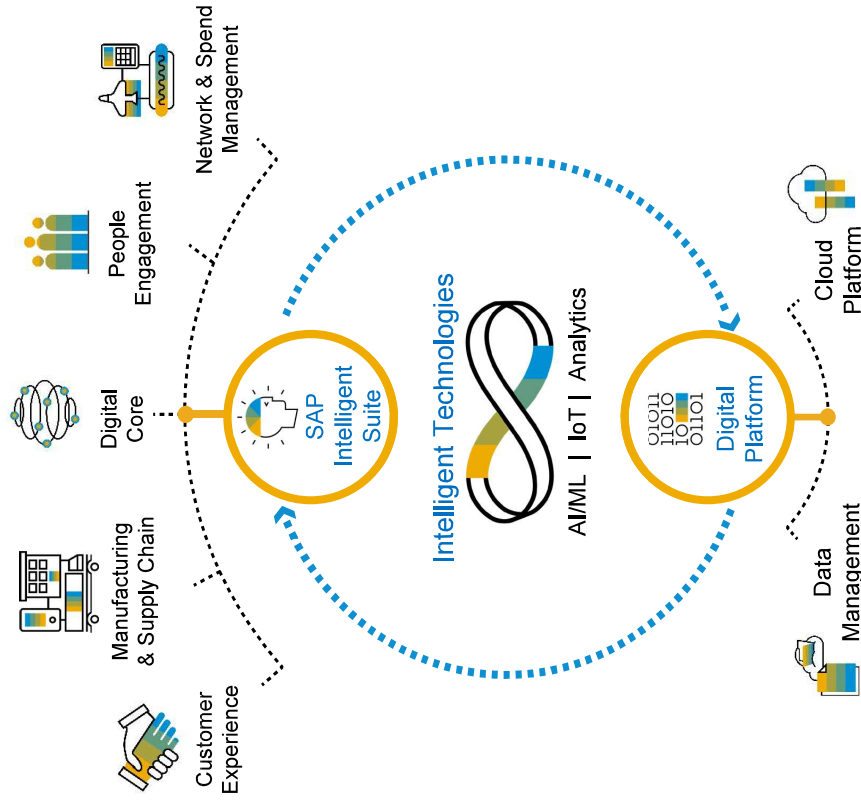 Customer
Experience
Manufacturing
& Supply Chain
Digital
Core
People
Engagement
Network & Spend
Management
SAP
Intelligent
Suite
Intelligent Technologies
AI/ML | IoT | Analytics
01011
11010
10110
01101
Digital
Platform
Data
Management
Cloud
Platform